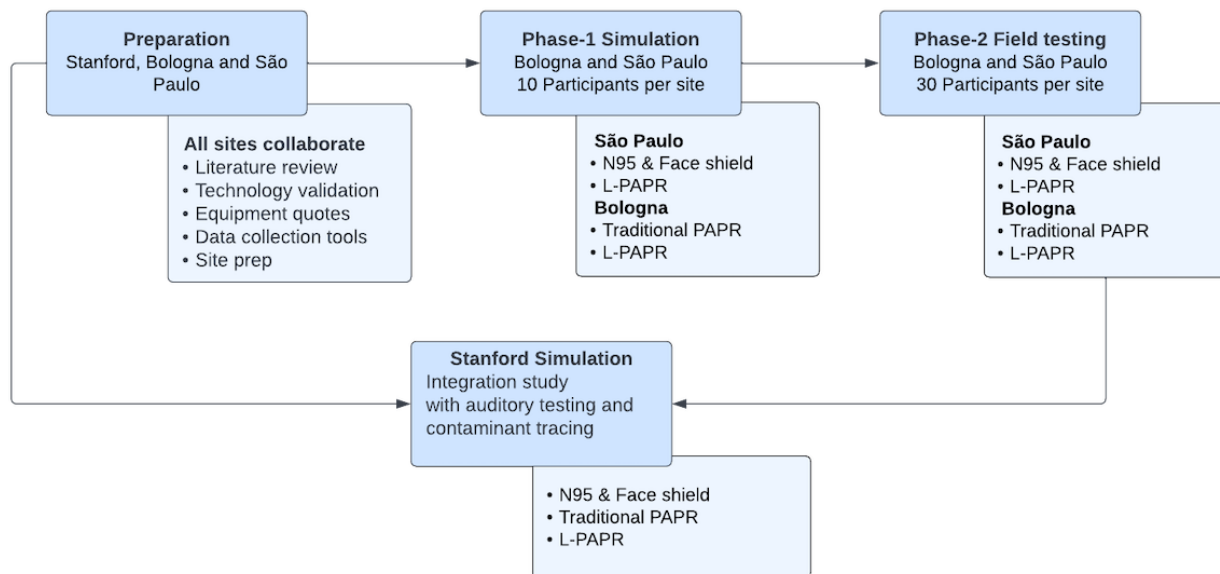 Preparation
Stanford, Bologna and São
Paulo
All sites collaborate
• Literature review
• Technology validation
• Equipment quotes
• Data collection tools
• Site prep
Phase-1 Simulation
Bologna and São Paulo
10 Participants per site
São Paulo
• N95 & Face shield
• L-PAPR
Bologna
• Traditional PAPR
• L-PAPR
Phase-2 Field testing
Bologna and São Paulo
30 Participants per site
São Paulo
• N95 & Face shield
• L-PAPR
Bologna
• Traditional PAPR
• L-PAPR
Stanford Simulation
Integration study
with auditory testing and
contaminant tracing
• N95 & Face shield
• Traditional PAPR
• L-PAPR